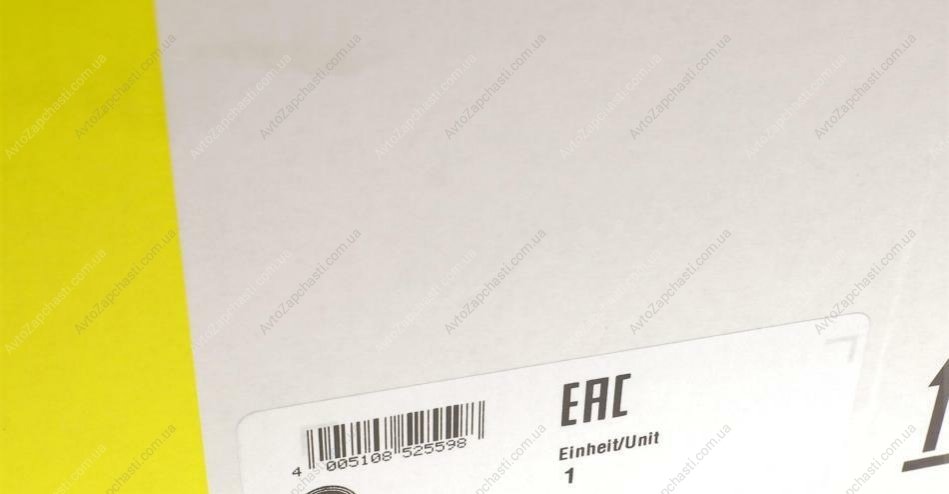 EAC
Einheit/Unit
1
4 005108 525598
AvtoZapchasti.com.ua